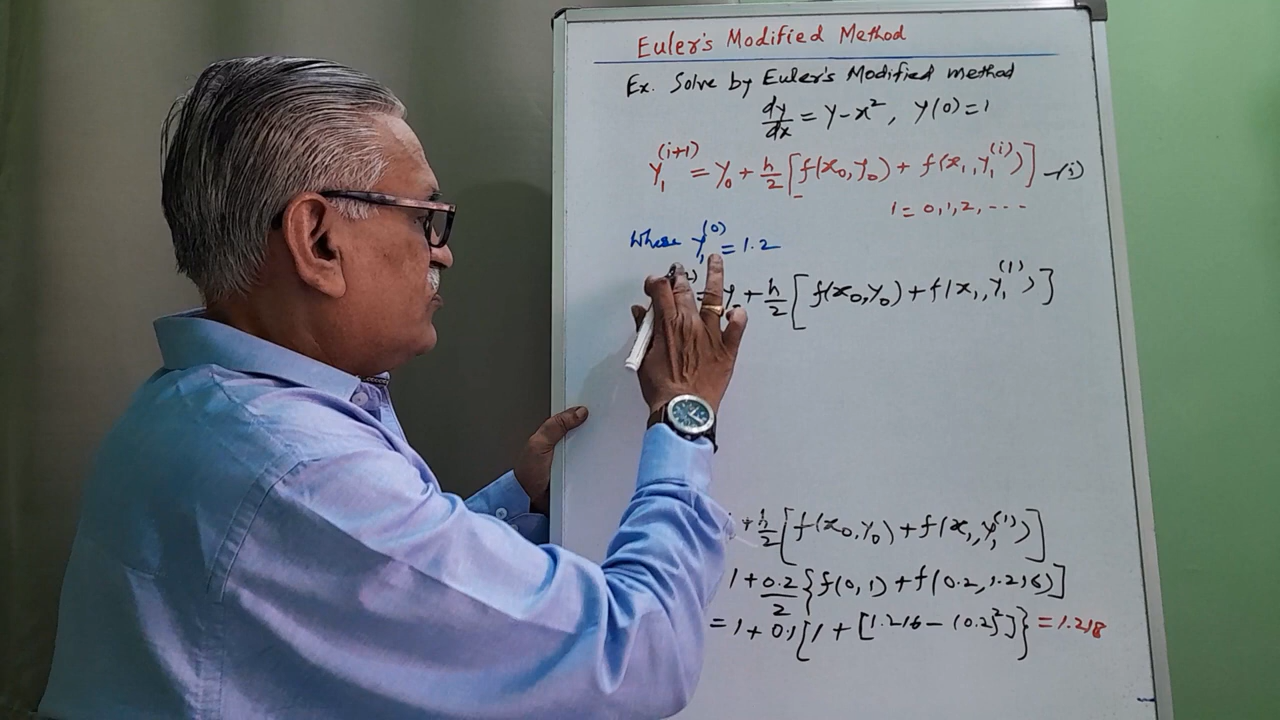 Euler's Modified Method
Ex. Solve by Euler's Modified method
dy/dx = y - x², y(0) = 1
y₁⁽ⁱ⁺¹⁾ = y₀ + h/2 [f(x₀, y₀) + f(x₁, y₁⁽ⁱ⁾)] —(i)
i = 0, 1, 2, ...
Where y₁⁽⁰⁾ = 1.2
= y₀ + h/2 [f(x₀, y₀) + f(x₁, y₁⁽¹⁾)]
+ h/2 [f(x₀, y₀) + f(x₁, y₁⁽¹⁾)]
1 + 0.2/2 {f(0, 1) + f(0.2, 1.216)]
= 1 + 0.1 {1 + [1.216 - (0.2)²]} = 1.218